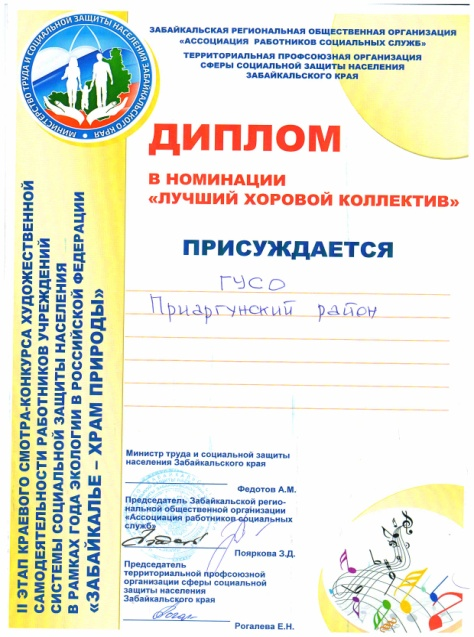 ЗАБАЙКАЛЬСКАЯ РЕГИОНАЛЬНАЯ ОБЩЕСТВЕННАЯ ОРГАНИЗАЦИЯ
«АССОЦИАЦИЯ РАБОТНИКОВ СОЦИАЛЬНЫХ СЛУЖБ»
ТЕРРИТОРИАЛЬНАЯ ПРОФСОЮЗНАЯ ОРГАНИЗАЦИЯ
СФЕРЫ СОЦИАЛЬНОЙ ЗАЩИТЫ НАСЕЛЕНИЯ
ЗАБАЙКАЛЬСКОГО КРАЯ
МИНИСТЕРСТВО ТРУДА И СОЦИАЛЬНОЙ ЗАЩИТЫ НАСЕЛЕНИЯ ЗАБАЙКАЛЬСКОГО КРАЯ
ДИПЛОМ
В НОМИНАЦИИ
«ЛУЧШИЙ ХОРОВОЙ КОЛЛЕКТИВ»
ПРИСУЖДАЕТСЯ
ГУСО
Приаргунский район
II ЭТАП КРАЕВОГО СМОТРА-КОНКУРСА ХУДОЖЕСТВЕННОЙ
САМОДЕЯТЕЛЬНОСТИ РАБОТНИКОВ УЧРЕЖДЕНИЙ
СИСТЕМЫ СОЦИАЛЬНОЙ ЗАЩИТЫ НАСЕЛЕНИЯ
В РАМКАХ ГОДА ЭКОЛОГИИ В РОССИЙСКОЙ ФЕДЕРАЦИИ
«ЗАБАЙКАЛЬЕ – ХРАМ ПРИРОДЫ»
Министр труда и социальной защиты
населения Забайкальского края
Федотов А.М.
Председатель Забайкальской регио-
нальной общественной организации
«Ассоциация работников социальных
служб»
Пояркова З.Д.
Председатель
территориальной профсоюзной
организации сферы социальной
защиты населения
Забайкальского края
Рогалева Е.Н.